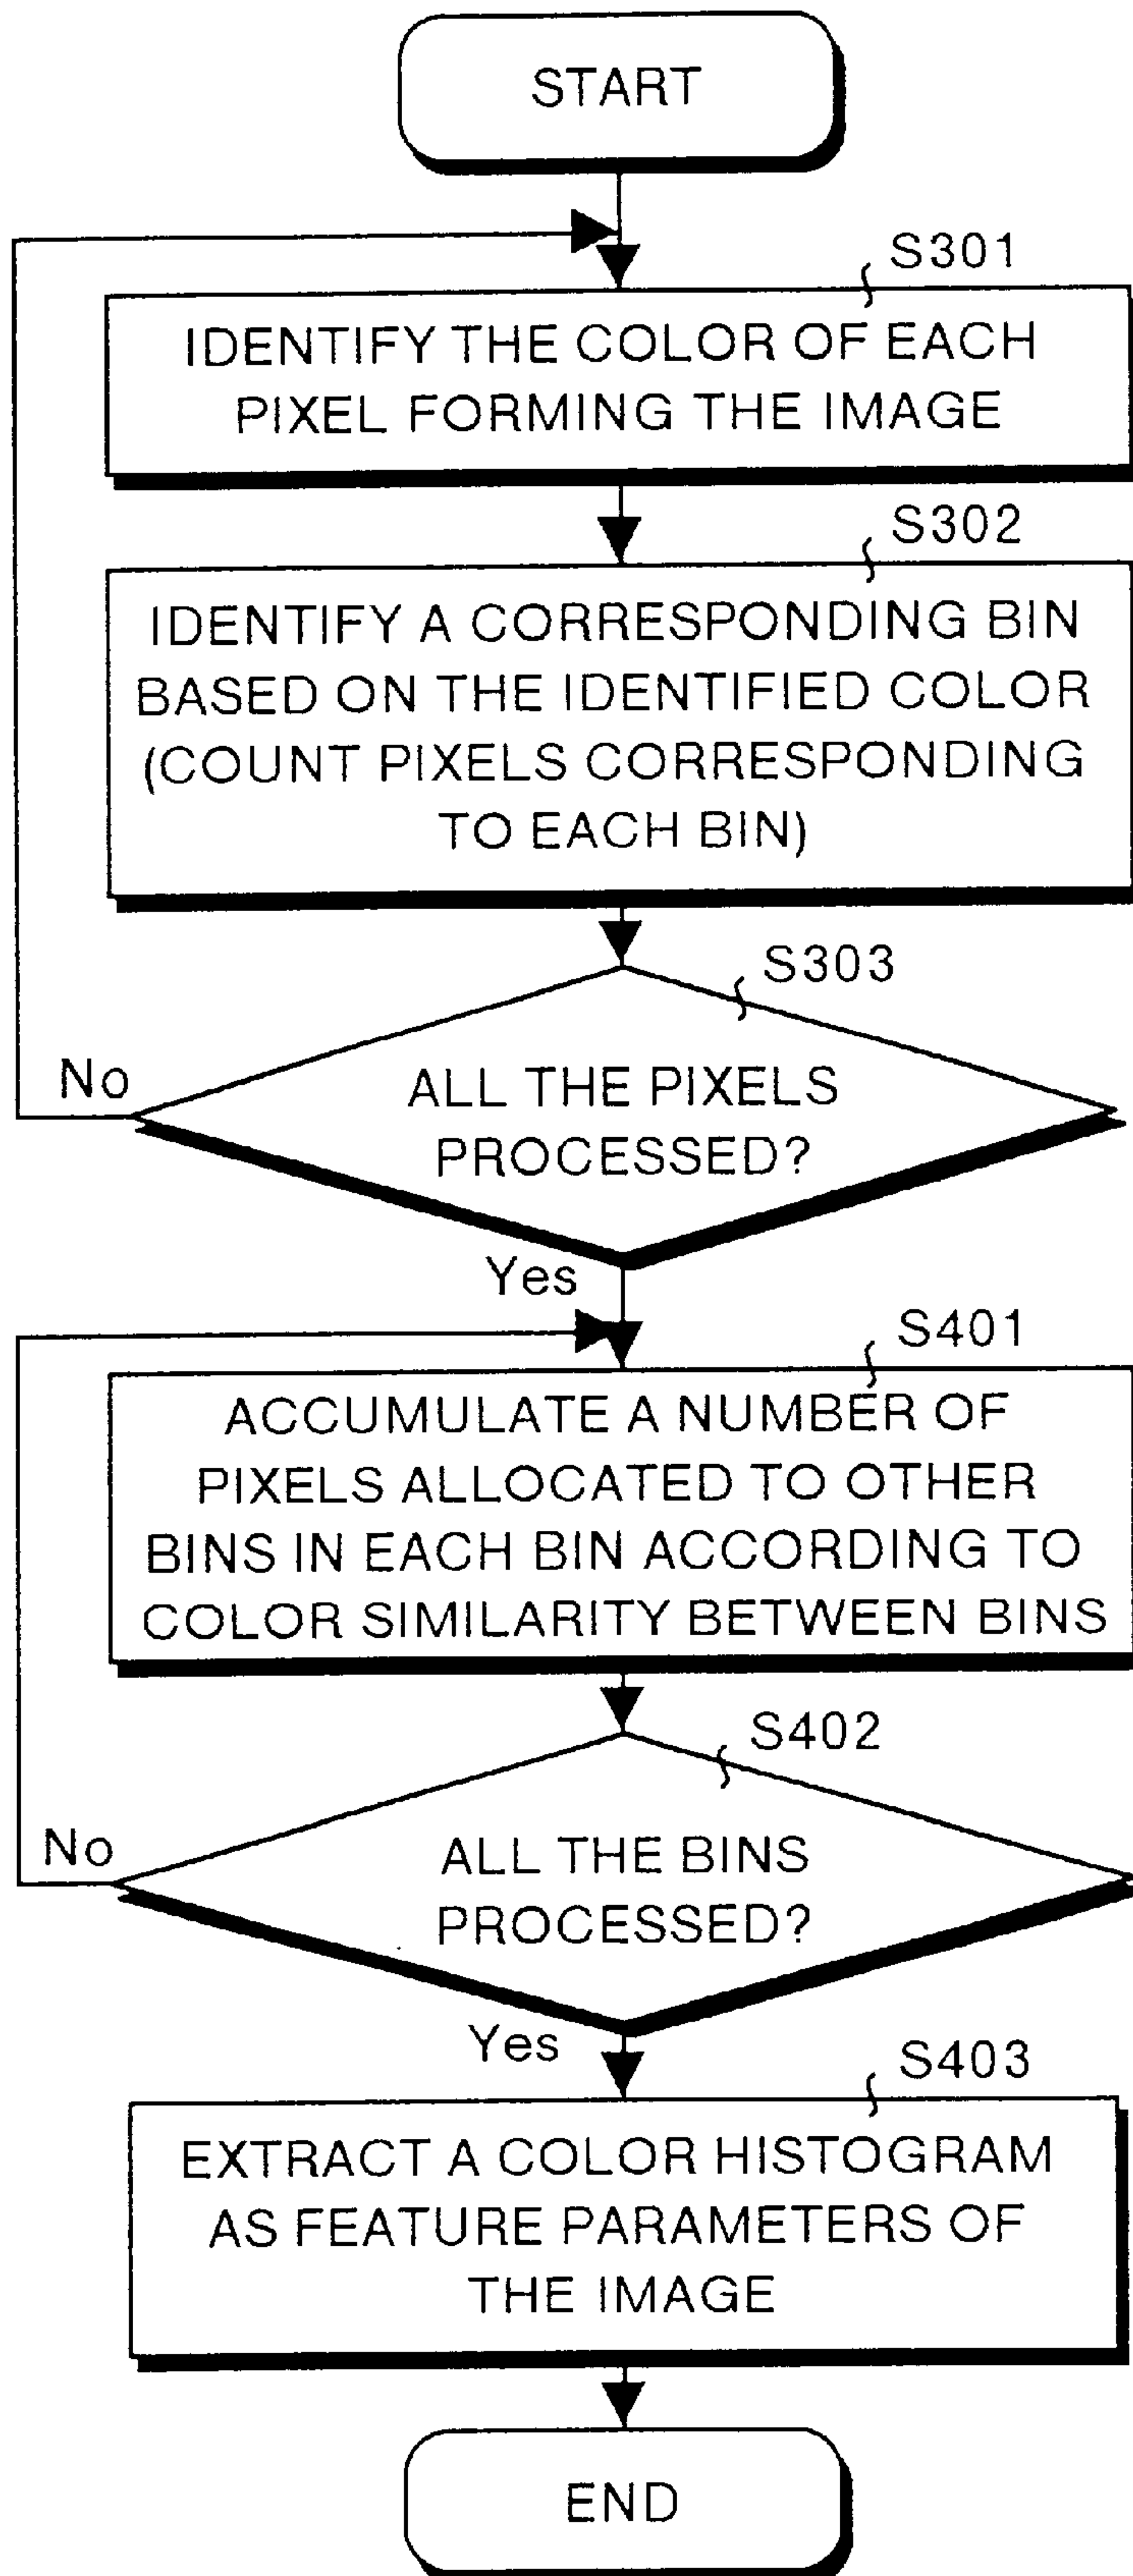 START
S301
IDENTIFY THE COLOR OF EACH
PIXEL FORMING THE IMAGE
S302
IDENTIFY A CORRESPONDING BIN
BASED ON THE IDENTIFIED COLOR
(COUNT PIXELS CORRESPONDING
TO EACH BIN)
S303
No
ALL THE PIXELS
PROCESSED?
Yes
S401
ACCUMULATE A NUMBER OF
PIXELS ALLOCATED TO OTHER
BINS IN EACH BIN ACCORDING TO
COLOR SIMILARITY BETWEEN BINS
S402
No
ALL THE BINS
PROCESSED?
Yes
S403
EXTRACT A COLOR HISTOGRAM
AS FEATURE PARAMETERS OF
THE IMAGE
END